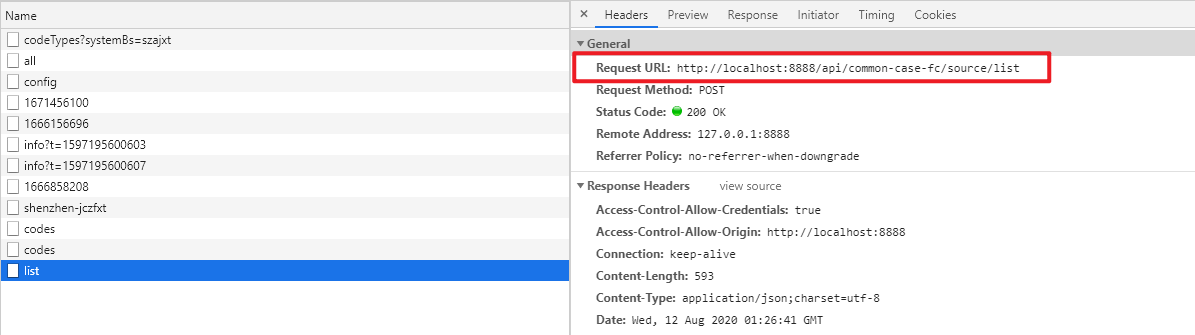 Name
codeTypes?systemBs=szajxt
all
config
1671456100
1666156696
info?t=1597195600603
info?t=1597195600607
1666858208
shenzhen-jczfxt
codes
codes
list
× Headers Preview Response Initiator Timing Cookies
General
Request URL: http://localhost:8888/api/common-case-fc/source/list
Request Method: POST
Status Code: 200 OK
Remote Address: 127.0.0.1:8888
Referrer Policy: no-referrer-when-downgrade
Response Headers view source
Access-Control-Allow-Credentials: true
Access-Control-Allow-Origin: http://localhost:8888
Connection: keep-alive
Content-Length: 593
Content-Type: application/json;charset=utf-8
Date: Wed, 12 Aug 2020 01:26:41 GMT